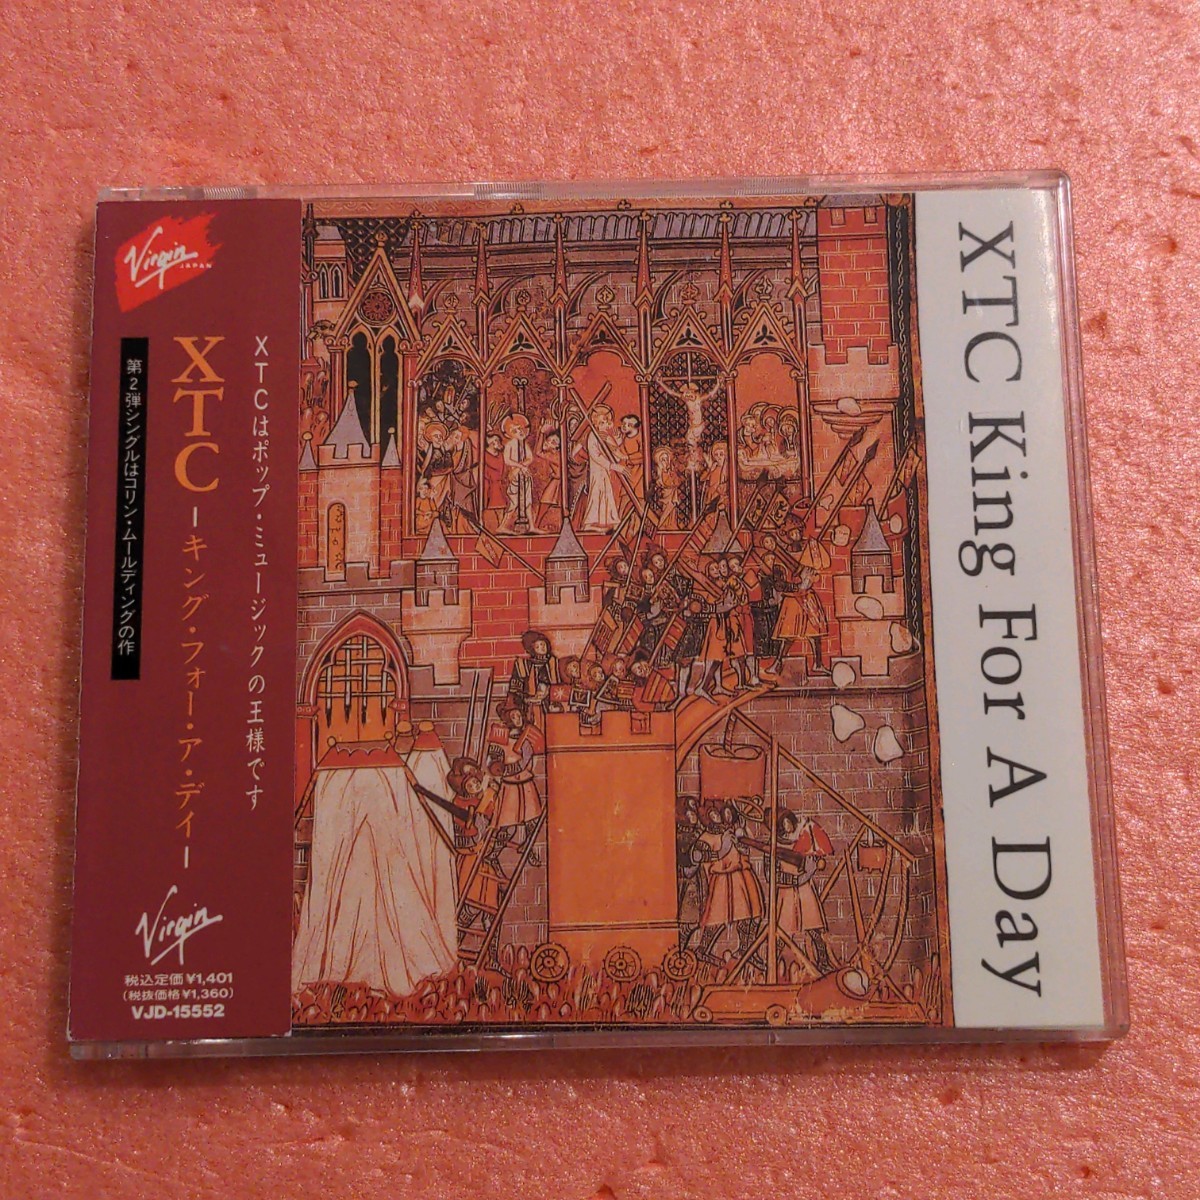 Virgin
JAPAN
XTCはポップ・ミュージックの王様です
XTC
ーキング・フォー・ア・ディー
第2弾シングルはコリン・ムールディングの作
Virgin
税込定価¥1,401
(税抜価格¥1,360)
VJD-15552
XTC King For A Day